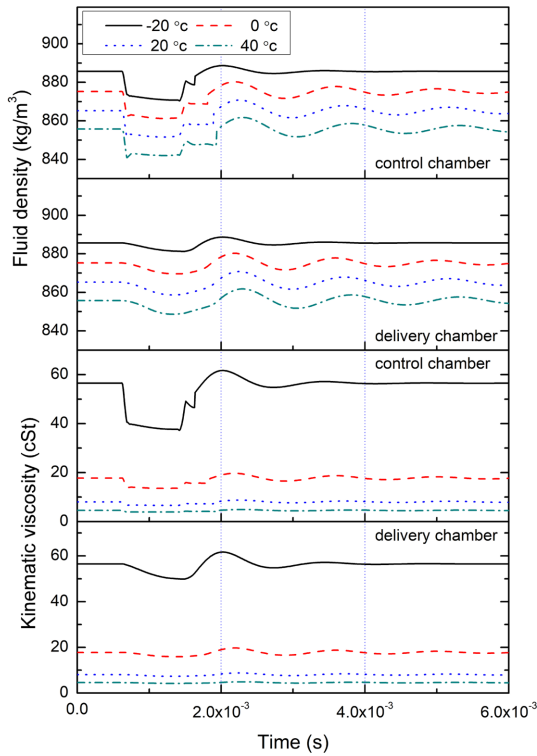 -20 °c 0 °c
20 °c 40 °c
Fluid density (kg/m³)
900
880
860
840
control chamber
900
880
860
840
delivery chamber
Kinematic viscosity (cSt)
control chamber
60
40
20
0
delivery chamber
60
40
20
0
0.0 2.0x10⁻³ 4.0x10⁻³ 6.0x10⁻³
Time (s)